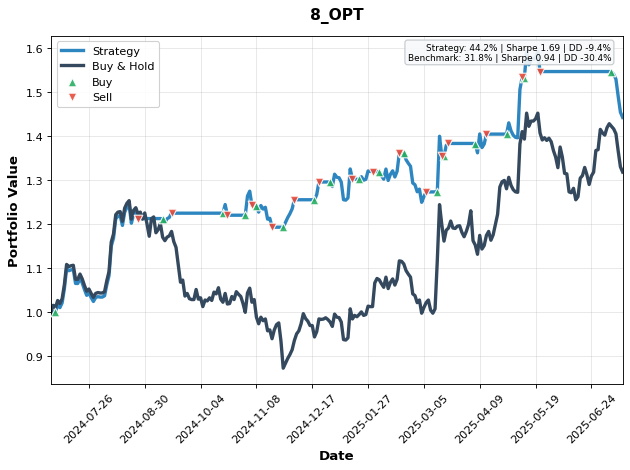 8_OPT
Strategy: 44.2% | Sharpe 1.69 | DD -9.4%
Benchmark: 31.8% | Sharpe 0.94 | DD -30.4%
Strategy
Buy & Hold
Buy
Sell
Portfolio Value
1.6
1.5
1.4
1.3
1.2
1.1
1.0
0.9
2024-07-26
2024-08-30
2024-10-04
2024-11-08
2024-12-17
2025-01-27
2025-03-05
2025-04-09
2025-05-19
2025-06-24
Date